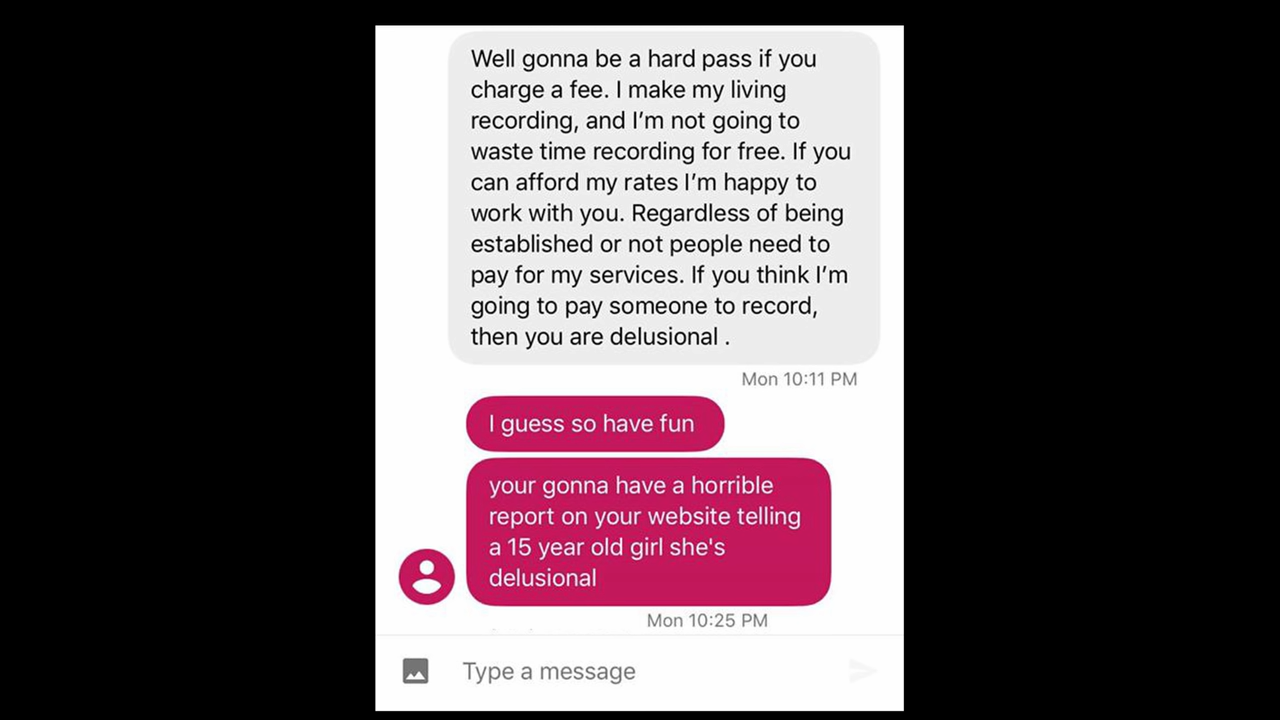 Well gonna be a hard pass if you
charge a fee. I make my living
recording, and I’m not going to
waste time recording for free. If you
can afford my rates I’m happy to
work with you. Regardless of being
established or not people need to
pay for my services. If you think I’m
going to pay someone to record,
then you are delusional .
Mon 10:11 PM
I guess so have fun
your gonna have a horrible
report on your website telling
a 15 year old girl she's
delusional
Mon 10:25 PM
Type a message